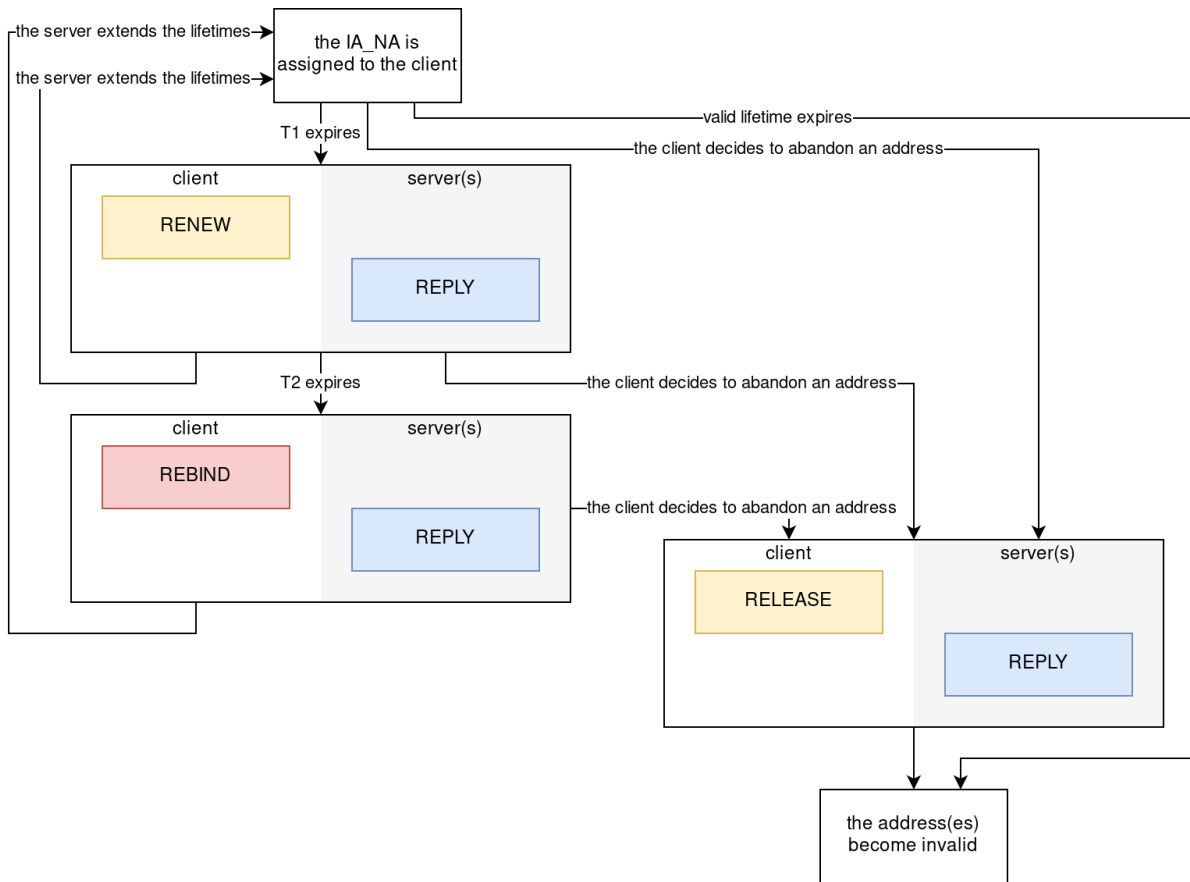 the server extends the lifetimes
the IA_NA is
assigned to the client
the server extends the lifetimes
valid lifetime expires
T1 expires
the client decides to abandon an address
client
server(s)
RENEW
REPLY
T2 expires
the client decides to abandon an address
client
server(s)
REBIND
REPLY
the client decides to abandon an address
client
server(s)
RELEASE
REPLY
the address(es)
become invalid